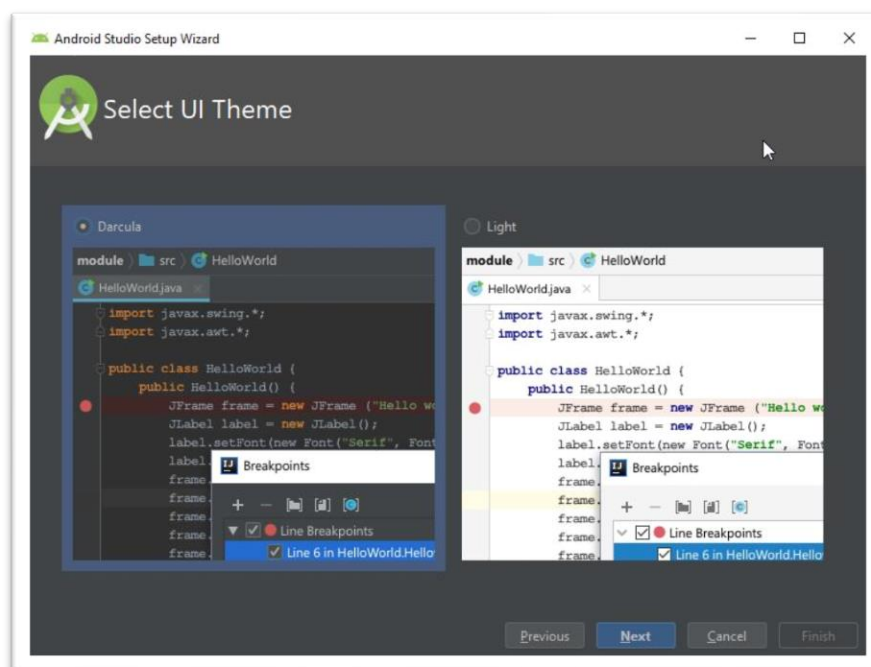 Android Studio Setup Wizard
Select UI Theme
Darcula
module src HelloWorld
HelloWorld.java
import javax.swing.*;
import javax.awt.*;
public class HelloWorld {
public HelloWorld() {
JFrame frame = new JFrame ("Hello wo
JLabel label = new JLabel();
label.setFont(new Font("Serif", Font
label.
frame.
frame.
frame.
frame.
frame.
Breakpoints
Line Breakpoints
Line 6 in HelloWorld.Hello
Light
module src HelloWorld
HelloWorld.java
import javax.swing.*;
import javax.awt.*;
public class HelloWorld {
public HelloWorld() {
JFrame frame = new JFrame ("Hello wo
JLabel label = new JLabel();
label.setFont(new Font("Serif", Font
label.
frame.
frame.
frame.
frame.
frame.
Breakpoints
Line Breakpoints
Line 6 in HelloWorld.Hello
Previous Next Cancel Finish